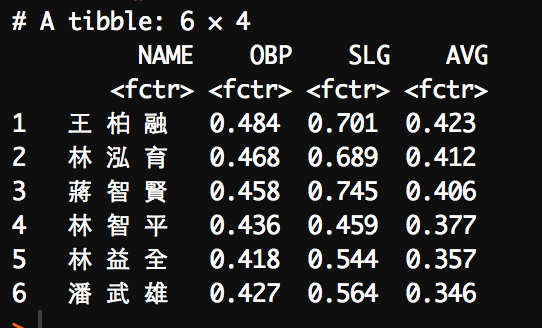 # A tibble: 6 × 4
NAME OBP SLG AVG
<fctr> <fctr> <fctr> <fctr>
1 王 柏 融 0.484 0.701 0.423
2 林 泓 育 0.468 0.689 0.412
3 蔣 智 賢 0.458 0.745 0.406
4 林 智 平 0.436 0.459 0.377
5 林 益 全 0.418 0.544 0.357
6 潘 武 雄 0.427 0.564 0.346
>